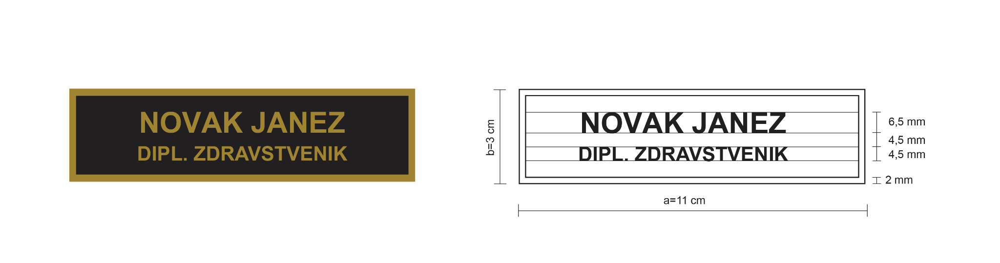 NOVAK JANEZ
DIPL. ZDRAVSTVENIK
b=3 cm
NOVAK JANEZ
DIPL. ZDRAVSTVENIK
6,5 mm
4,5 mm
4,5 mm
2 mm
a=11 cm